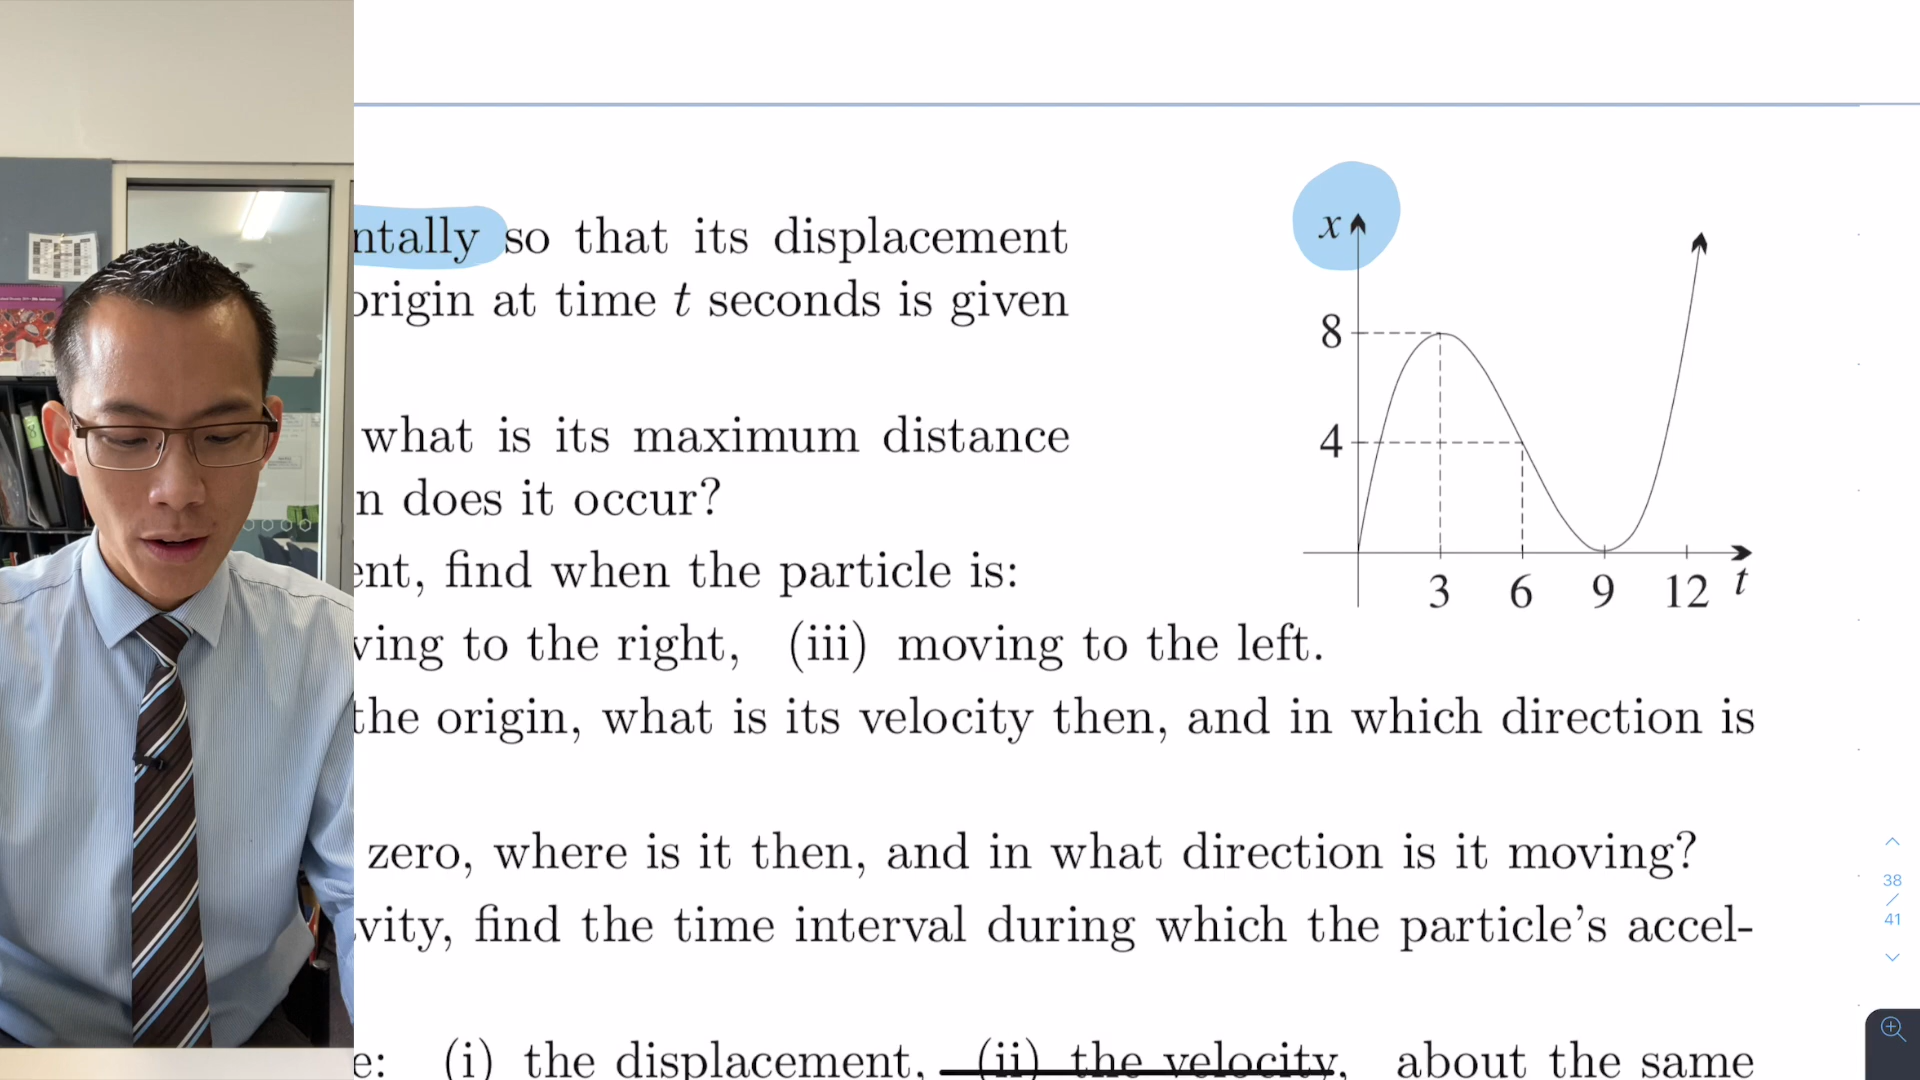 ntally so that its displacement
origin at time t seconds is given
what is its maximum distance
n does it occur?
ent, find when the particle is:
ving to the right, (iii) moving to the left.
the origin, what is its velocity then, and in which direction is
zero, where is it then, and in what direction is it moving?
vity, find the time interval during which the particle's accel-
e: (i) the displacement, (ii) the velocity, about the same
x
8
4
3 6 9 12 t
38
/
41